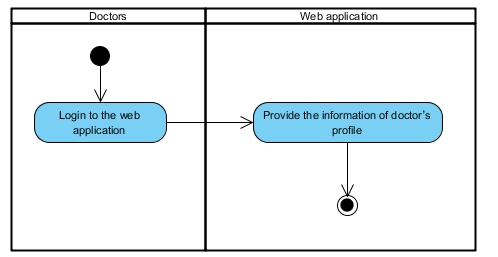 Doctors
Web application
Login to the web
application
Provide the information of doctor's
profile